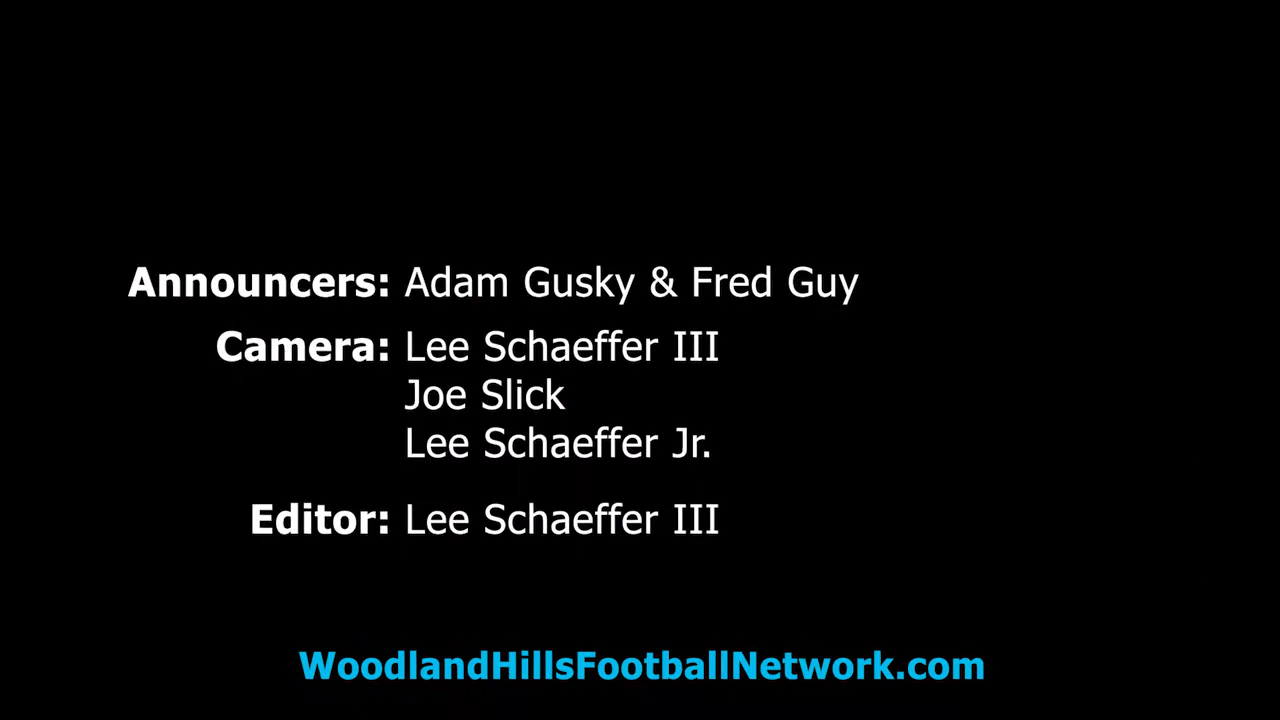 Announcers: Adam Gusky & Fred Guy
Camera: Lee Schaeffer III
Joe Slick
Lee Schaeffer Jr.
Editor: Lee Schaeffer III
WoodlandHillsFootballNetwork.com